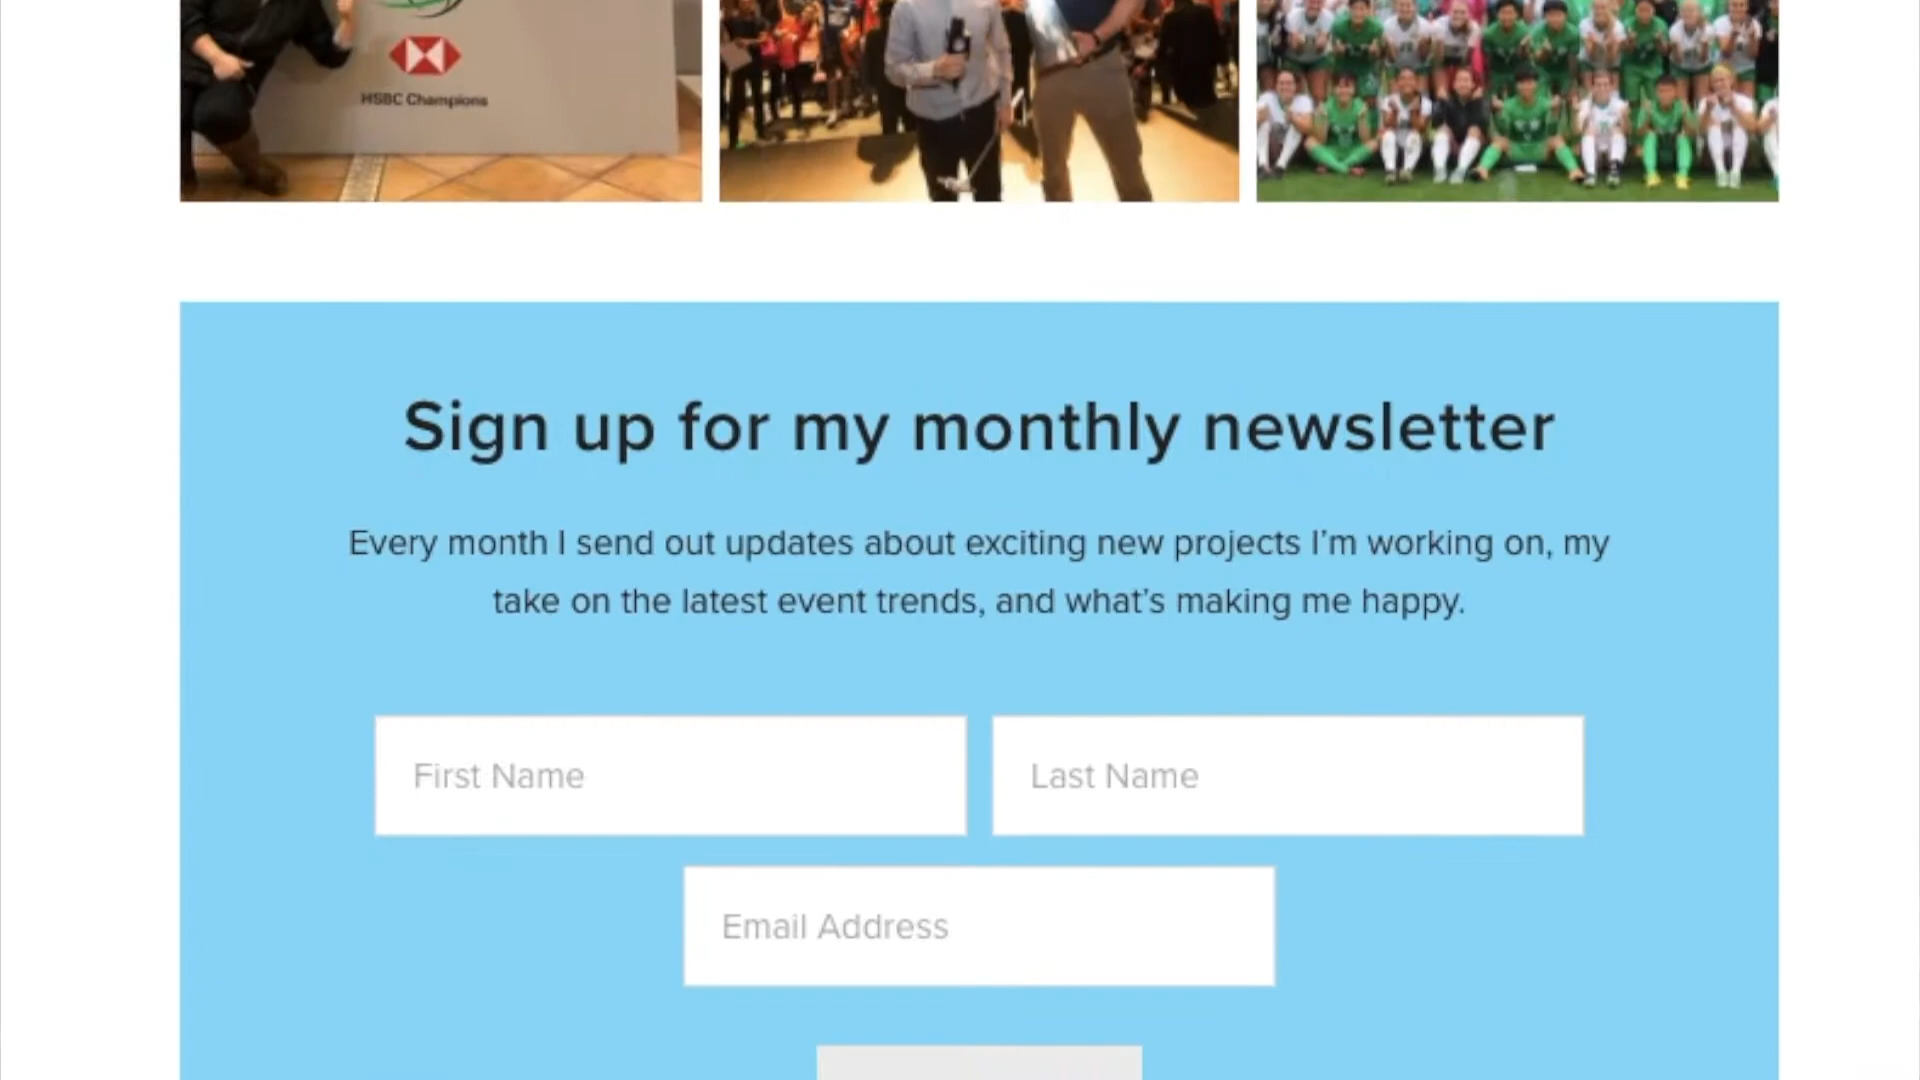 HSBC Champions
Sign up for my monthly newsletter
Every month I send out updates about exciting new projects I’m working on, my
take on the latest event trends, and what’s making me happy.
First Name
Last Name
Email Address